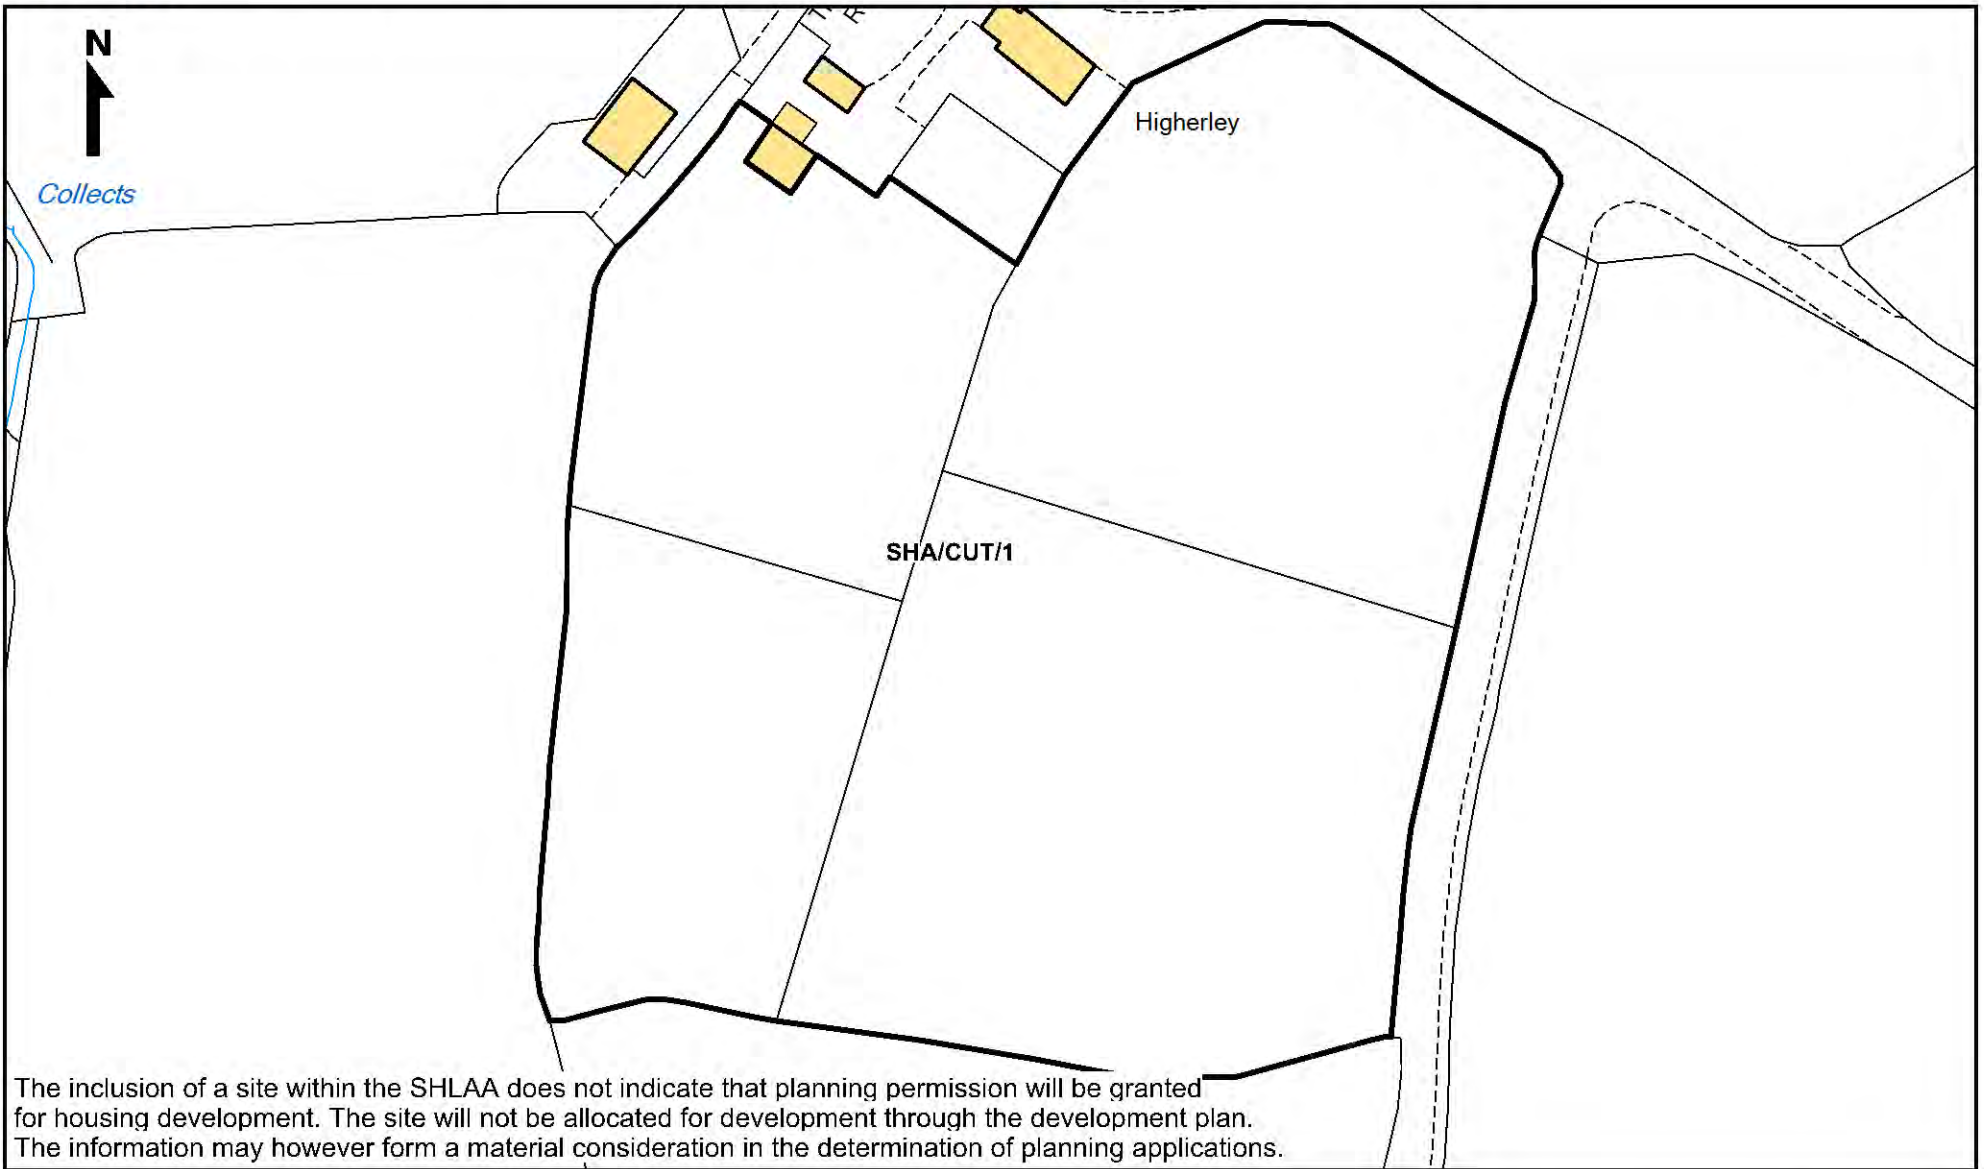 N
Higherley
Collects
SHA/CUT/1
The inclusion of a site within the SHLAA does not indicate that planning permission will be granted
for housing development. The site will not be allocated for development through the development plan.
The information may however form a material consideration in the determination of planning applications.